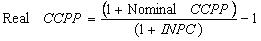 Real CCPP = (1 + Nominal CCPP) / (1 + INPC) − 1